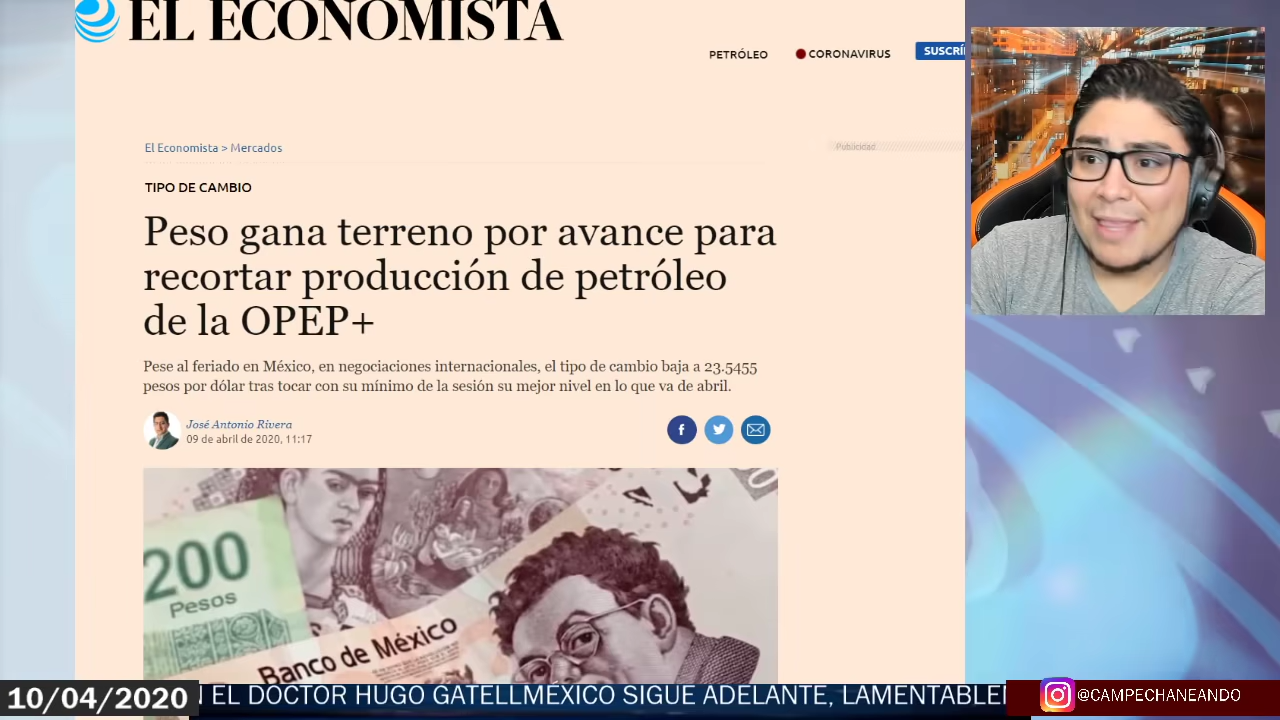 EL ECONOMISTA
PETRÓLEO
CORONAVIRUS
El Economista > Mercados
Publicidad
TIPO DE CAMBIO
Peso gana terreno por avance para
recortar producción de petróleo
de la OPEP+
Pese al feriado en México, en negociaciones internacionales, el tipo de cambio baja a 23.5455
pesos por dólar tras tocar con su mínimo de la sesión su mejor nivel en lo que va de abril.
José Antonio Rivera
09 de abril de 2020, 11:17
200
Pesos
Banco de México
10/04/2020
EL DOCTOR HUGO GATELLMÉXICO SIGUE ADELANTE,
@CAMPECHANEANDO